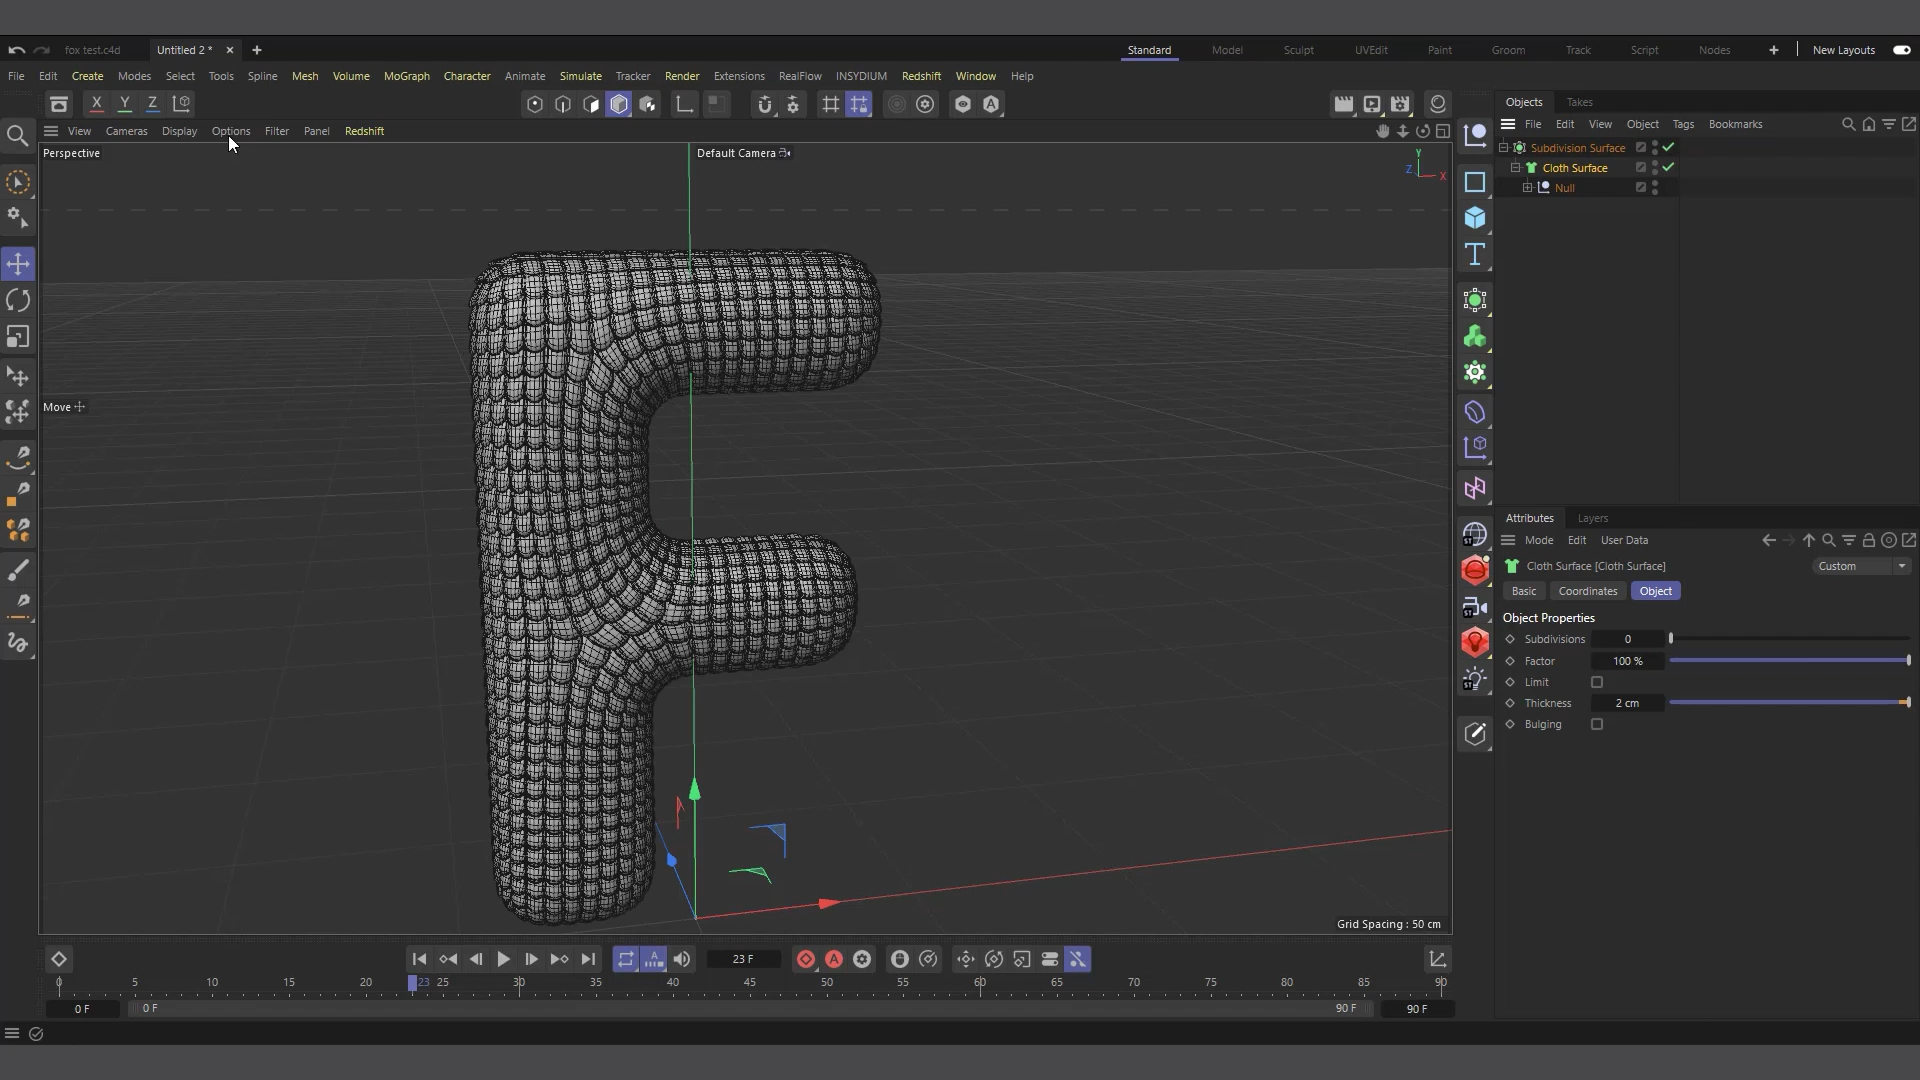 fox test.c4d Untitled 2 * Standard Model Sculpt UVEdit Paint Groom Track Script Nodes New Layouts
File Edit Create Modes Select Tools Spline Mesh Volume MoGraph Character Animate Simulate Tracker Render Extensions RealFlow INSYDIUM Redshift Window Help
X Y Z
Objects Takes
File Edit View Object Tags Bookmarks
View Cameras Display Options Filter Panel Redshift
Perspective Default Camera
Y
Z X
Subdivision Surface
Cloth Surface
Null
Move
Attributes Layers
Mode Edit User Data
Cloth Surface [Cloth Surface] Custom
Basic Coordinates Object
Object Properties
Subdivisions 0
Factor 100 %
Limit
Thickness 2 cm
Bulging
Grid Spacing : 50 cm
23 F
0 5 10 15 20 23 25 30 35 40 45 50 55 60 65 70 75 80 85 90
0 F 0 F 90 F 90 F